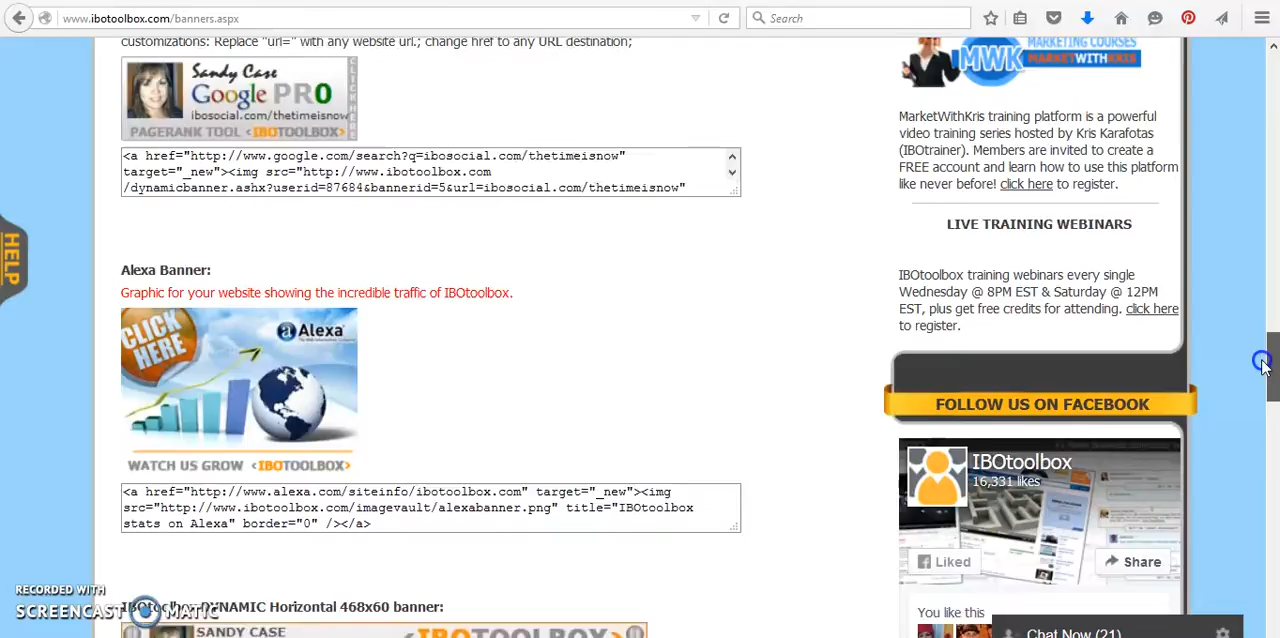 www.ibotoolbox.com/banners.aspx
Search
customizations: Replace "url=" with any website url.; change href to any URL destination;
Sandy Case
Google PRO
ibosocial.com/thetimeisnow
PAGERANK TOOL <IBOTOOLBOX>
CLICK HERE
<a href="http://www.google.com/search?q=ibosocial.com/thetimeisnow"
target="_new"><img src="http://www.ibotoolbox.com
/dynamicbanner.ashx?userid=87684&bannerid=5&url=ibosocial.com/thetimeisnow"
HELP
Alexa Banner:
Graphic for your website showing the incredible traffic of IBOtoolbox.
CLICK HERE
a Alexa
WATCH US GROW <IBOTOOLBOX>
<a href="http://www.alexa.com/siteinfo/ibotoolbox.com" target="_new"><img
src="http://www.ibotoolbox.com/imagevault/alexabanner.png" title="IBOtoolbox
stats on Alexa" border="0" /></a>
RECORDED WITH
SCREENCAST MATIC
IBOtoolbox DYNAMIC Horizontal 468x60 banner:
SANDY CASE
<IBOTOOLBOX>
MARKETING COURSES
MWK MARKETWITHKRIS
MarketWithKris training platform is a powerful
video training series hosted by Kris Karafotas
(IBOtrainer). Members are invited to create a
FREE account and learn how to use this platform
like never before! click here to register.
LIVE TRAINING WEBINARS
IBOtoolbox training webinars every single
Wednesday @ 8PM EST & Saturday @ 12PM
EST, plus get free credits for attending. click here
to register.
FOLLOW US ON FACEBOOK
IBOtoolbox
16,331 likes
Liked
Share
You like this
Chat Now (21)